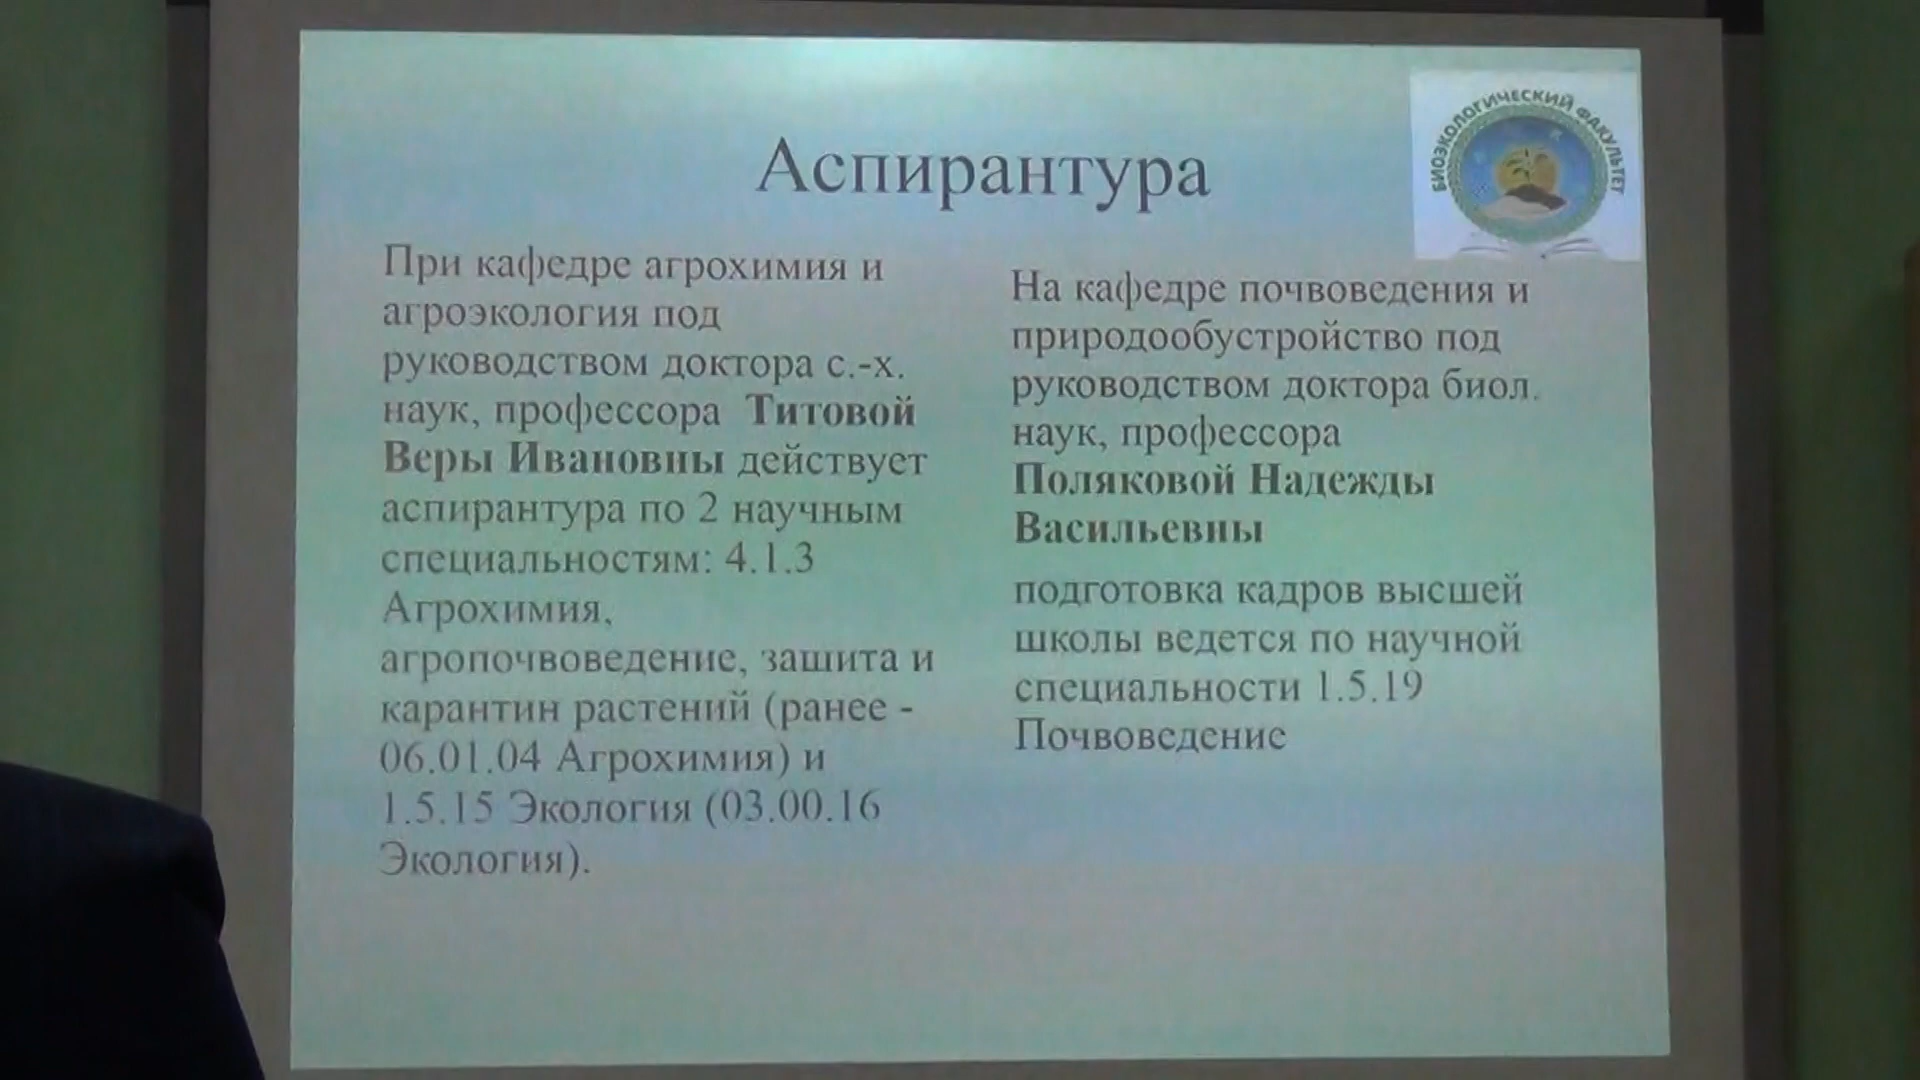 Аспирантура
БИОЭКОЛОГИЧЕСКИЙ ФАКУЛЬТЕТ
При кафедре агрохимия и
агроэкология под
руководством доктора с.-х.
наук, профессора Титовой
Веры Ивановны действует
аспирантура по 2 научным
специальностям: 4.1.3
Агрохимия,
агропочвоведение, защита и
карантин растений (ранее -
06.01.04 Агрохимия) и
1.5.15 Экология (03.00.16
Экология).
На кафедре почвоведения и
природообустройство под
руководством доктора биол.
наук, профессора
Поляковой Надежды
Васильевны
подготовка кадров высшей
школы ведется по научной
специальности 1.5.19
Почвоведение